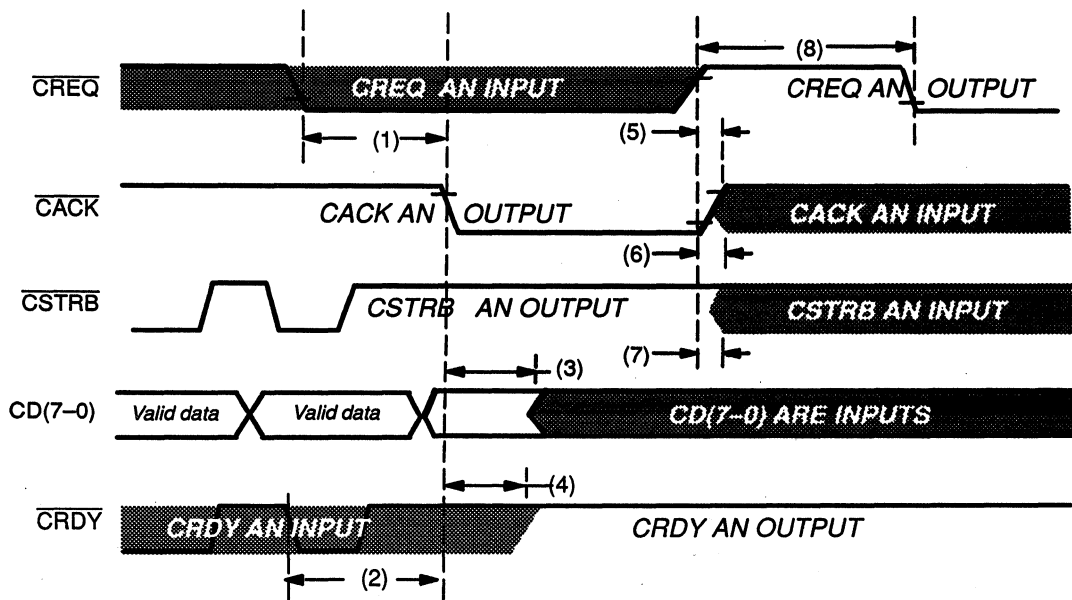 (8)
CREQ
CREQ AN INPUT
CREQ AN OUTPUT
(1)
(5)
CACK
CACK AN OUTPUT
CACK AN INPUT
(6)
CSTRB
CSTRB AN OUTPUT
CSTRB AN INPUT
(7)
(3)
CD(7–0)
Valid data
Valid data
CD(7–0) ARE INPUTS
(4)
CRDY
CRDY AN INPUT
CRDY AN OUTPUT
(2)